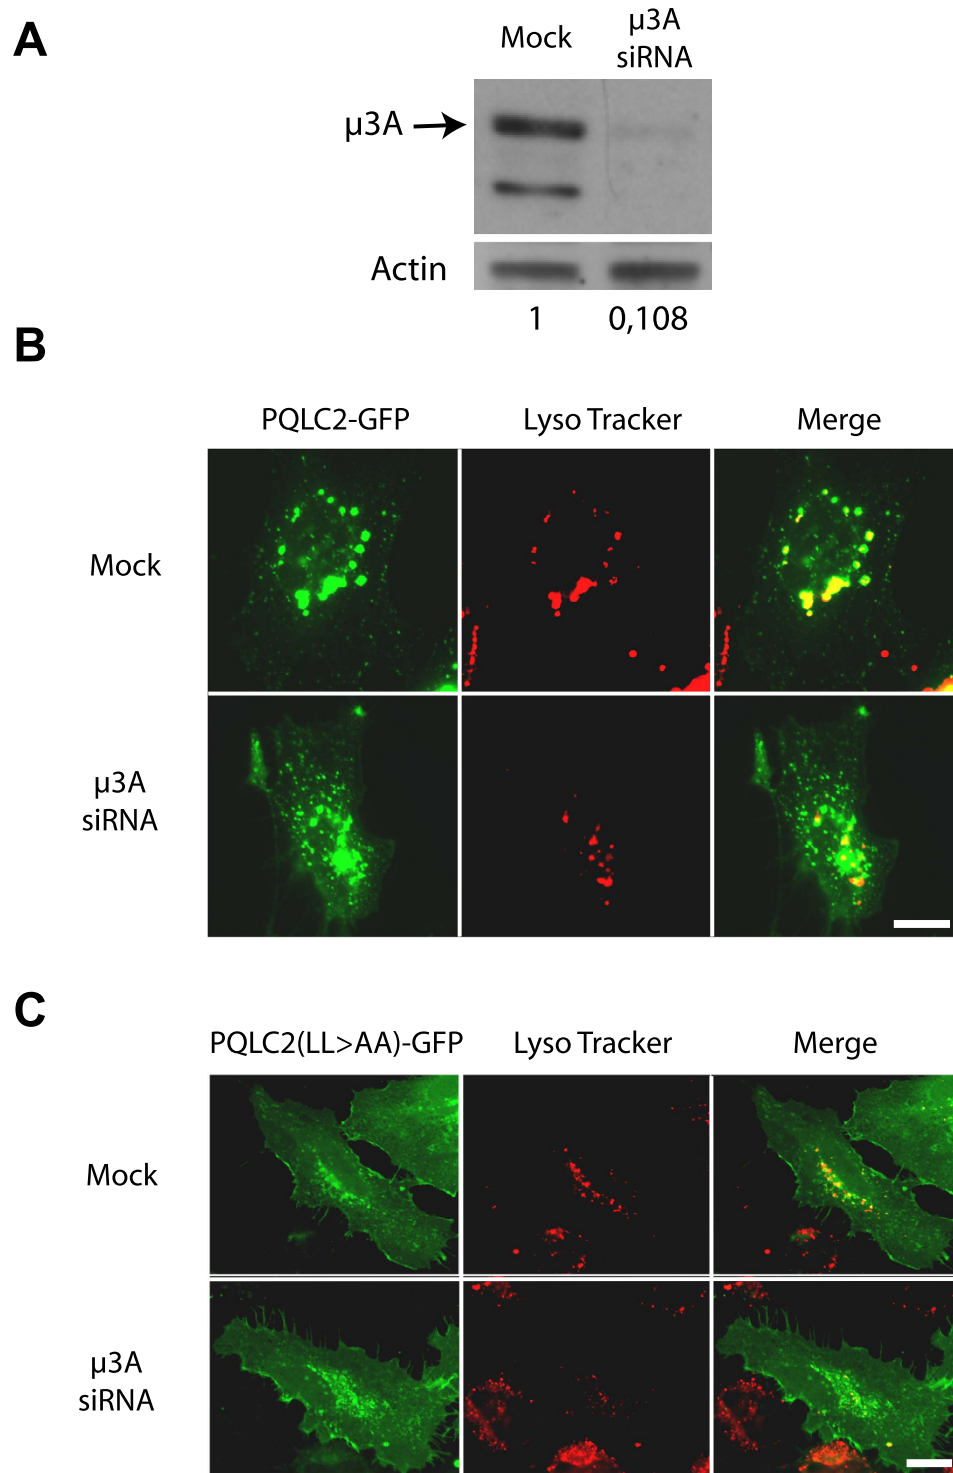 A
Mock
µ3A
siRNA
µ3A
Actin
1 0,108
B
PQLC2-GFP Lyso Tracker Merge
Mock
µ3A
siRNA
C
PQLC2(LL>AA)-GFP Lyso Tracker Merge
Mock
µ3A
siRNA